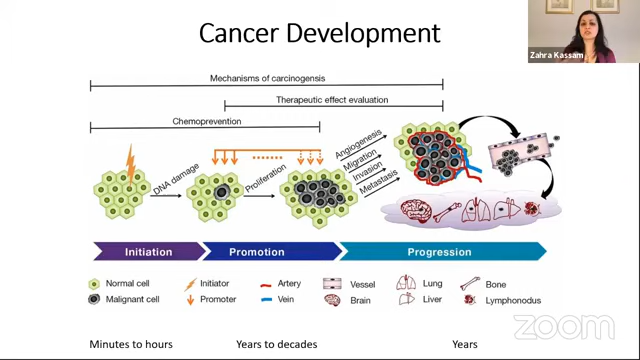 Cancer Development
Zahra Kassam
Mechanisms of carcinogensis
Therapeutic effect evaluation
Chemoprevention
DNA damage
Proliferation
Angiogenesis
Migration
Invasion
Metastasis
Initiation
Promotion
Progression
Normal cell
Initiator
Artery
Vessel
Lung
Bone
Malignant cell
Promoter
Vein
Brain
Liver
Lymphonodus
Minutes to hours
Years to decades
Years
zoom